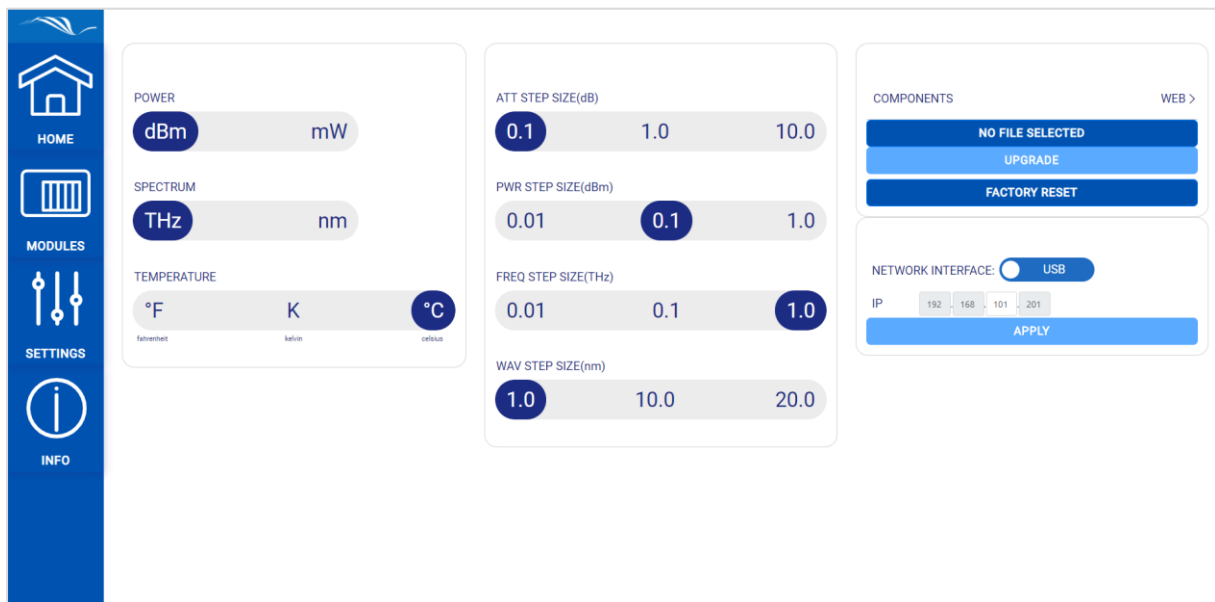 HOME
MODULES
SETTINGS
INFO
POWER
dBm mW
SPECTRUM
THz nm
TEMPERATURE
°F K °C
fahrenheit kelvin celsius
ATT STEP SIZE(dB)
0.1 1.0 10.0
PWR STEP SIZE(dBm)
0.01 0.1 1.0
FREQ STEP SIZE(THz)
0.01 0.1 1.0
WAV STEP SIZE(nm)
1.0 10.0 20.0
COMPONENTS WEB >
NO FILE SELECTED
UPGRADE
FACTORY RESET
NETWORK INTERFACE: USB
IP 192 . 168 . 101 . 201
APPLY